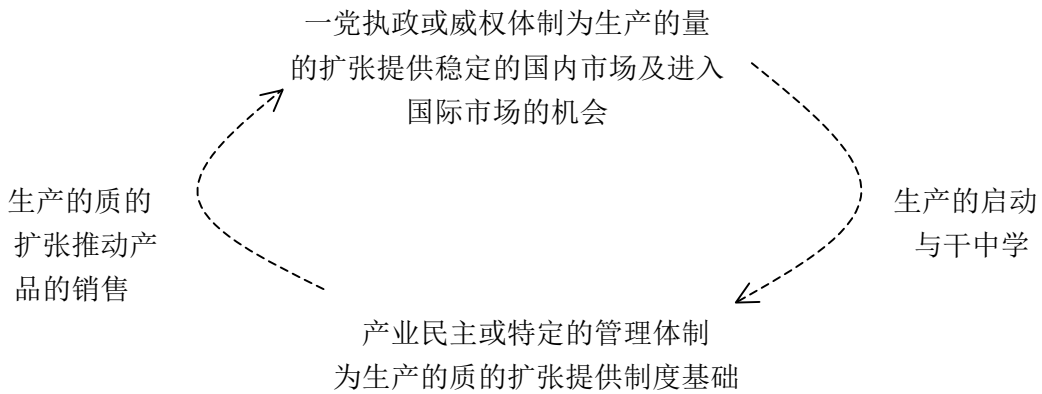 一党执政或威权体制为生产的量
的扩张提供稳定的国内市场及进入
国际市场的机会
生产的质的
扩张推动产
品的销售
生产的启动
与干中学
产业民主或特定的管理体制
为生产的质的扩张提供制度基础